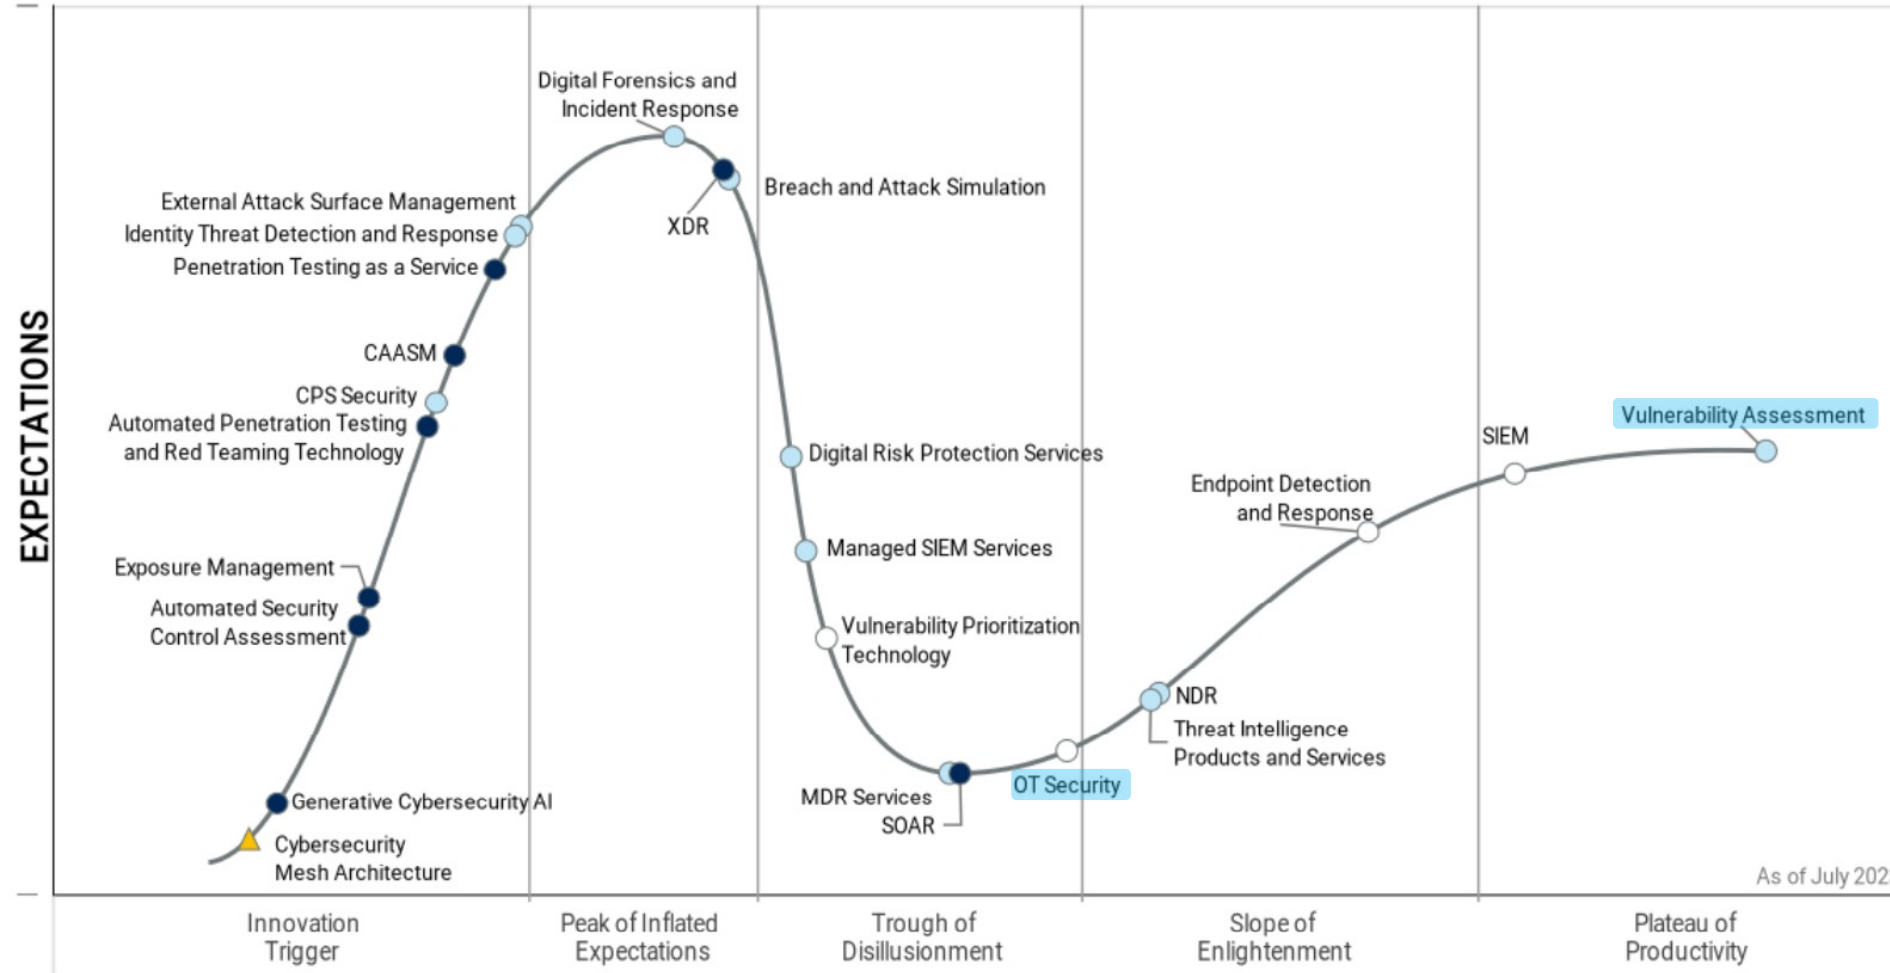 EXPECTATIONS
Digital Forensics and
Incident Response
Breach and Attack Simulation
XDR
External Attack Surface Management
Identity Threat Detection and Response
Penetration Testing as a Service
CAASM
CPS Security
Automated Penetration Testing
and Red Teaming Technology
Exposure Management
Automated Security
Control Assessment
Generative Cybersecurity AI
Cybersecurity
Mesh Architecture
Digital Risk Protection Services
Managed SIEM Services
Vulnerability Prioritization
Technology
MDR Services
SOAR
OT Security
NDR
Threat Intelligence
Products and Services
Endpoint Detection
and Response
SIEM
Vulnerability Assessment
As of July 202
Innovation
Trigger
Peak of Inflated
Expectations
Trough of
Disillusionment
Slope of
Enlightenment
Plateau of
Productivity